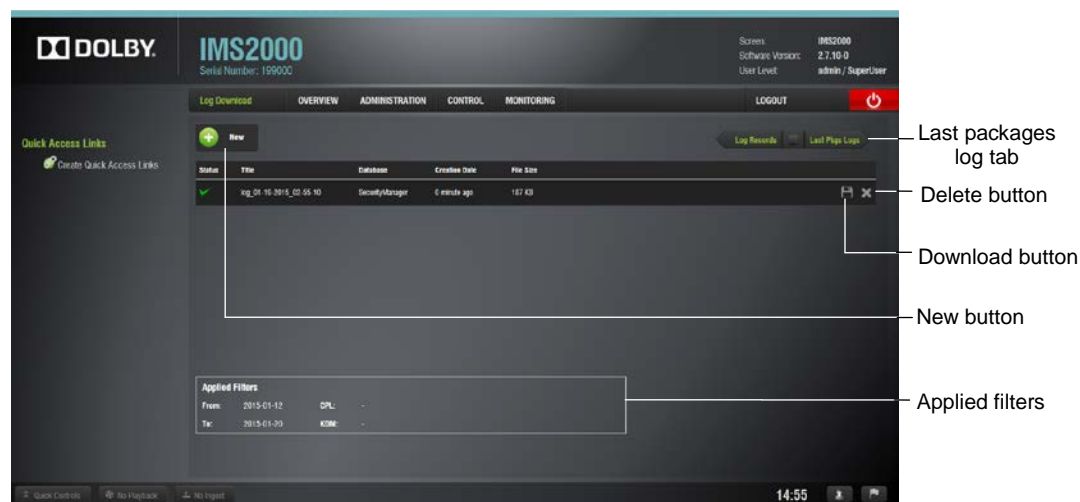 DOLBY.
IMS2000
Serial Number: 199000
Screen: IMS2000
Software Version: 2.7.10-0
User Level: admin / SuperUser
Log Download OVERVIEW ADMINISTRATION CONTROL MONITORING LOGOUT
Quick Access Links
Create Quick Access Links
New
Log Records Last Pkgs Logs
Status Title Database Creation Date File Size
log_01-16-2015_02-55-10 SecurityManager 0 minute ago 187 KB
Applied Filters
From: 2015-01-12 CPL: -
To: 2015-01-20 KDM: -
Quick Controls No Playback No Ingest
14:55
Last packages
log tab
Delete button
Download button
New button
Applied filters